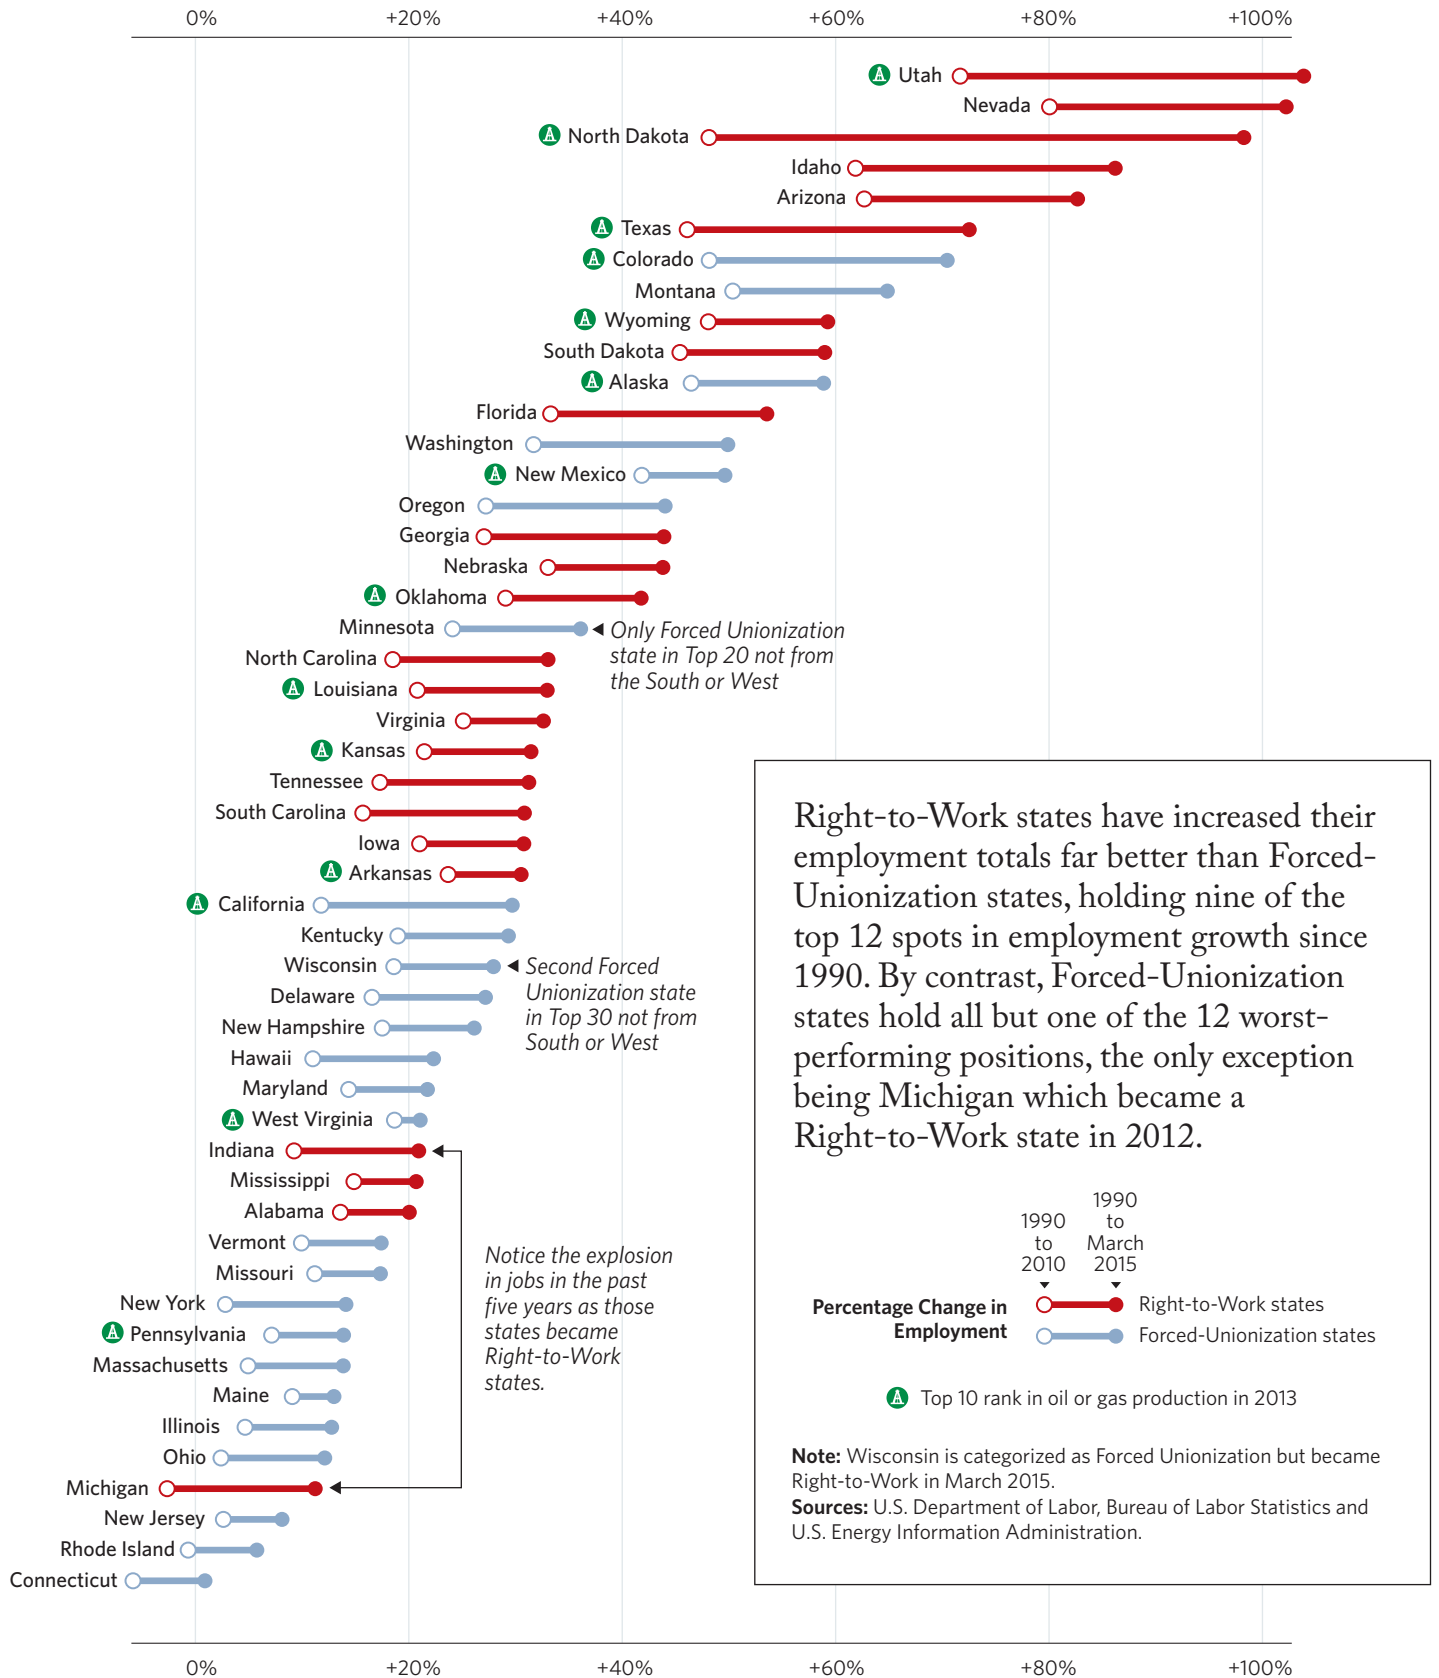 0% +20% +40% +60% +80% +100%
Utah
Nevada
North Dakota
Idaho
Arizona
Texas
Colorado
Montana
Wyoming
South Dakota
Alaska
Florida
Washington
New Mexico
Oregon
Georgia
Nebraska
Oklahoma
Minnesota
Only Forced Unionization
state in Top 20 not from
the South or West
North Carolina
Louisiana
Virginia
Kansas
Tennessee
South Carolina
Iowa
Arkansas
California
Kentucky
Wisconsin
Second Forced
Unionization state
in Top 30 not from
South or West
Delaware
New Hampshire
Hawaii
Maryland
West Virginia
Indiana
Mississippi
Alabama
Vermont
Missouri
New York
Pennsylvania
Massachusetts
Maine
Illinois
Ohio
Michigan
New Jersey
Rhode Island
Connecticut
Notice the explosion
in jobs in the past
five years as those
states became
Right-to-Work
states.
Right-to-Work states have increased their
employment totals far better than Forced-
Unionization states, holding nine of the
top 12 spots in employment growth since
1990. By contrast, Forced-Unionization
states hold all but one of the 12 worst-
performing positions, the only exception
being Michigan which became a
Right-to-Work state in 2012.
1990
to
2010
1990
to
March
2015
Percentage Change in
Employment
Right-to-Work states
Forced-Unionization states
Top 10 rank in oil or gas production in 2013
Note: Wisconsin is categorized as Forced Unionization but became
Right-to-Work in March 2015.
Sources: U.S. Department of Labor, Bureau of Labor Statistics and
U.S. Energy Information Administration.
0% +20% +40% +60% +80% +100%